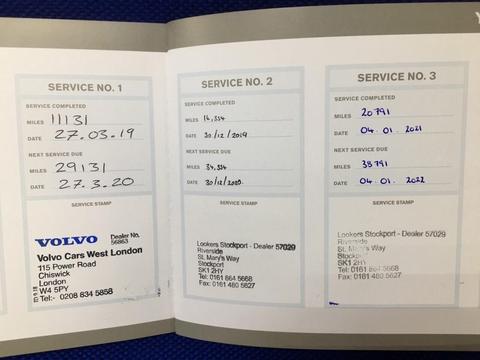 SERVICE NO. 1
SERVICE COMPLETED
MILES 11131
DATE 27.03.19
NEXT SERVICE DUE
MILES 29131
DATE 27.3.20
SERVICE STAMP
VOLVO Dealer No.
56863
Volvo Cars West London
115 Power Road
Chiswick
London
W4 5PY
Tel:- 0208 634 5858
SERVICE NO. 2
SERVICE COMPLETED
MILES 16,334
DATE 30/12/2019
NEXT SERVICE DUE
MILES 34,334
DATE 30/12/2020.
SERVICE STAMP
Lookers Stockport - Dealer 57029
Riverside
St. Mary's Way
Stockport
SK1 2HY
Tel: 0161 864 5668
Fax: 0161 480 5627
SERVICE NO. 3
SERVICE COMPLETED
MILES 20791
DATE 04.01.2021
NEXT SERVICE DUE
MILES 38791
DATE 04.01.2022
SERVICE STAMP
Lookers Stockport - Dealer 57029
Riverside
St. Mary's Way
Stockport
SK1 2HY
Tel: 0161 864 5668
Fax: 0161 480 5627